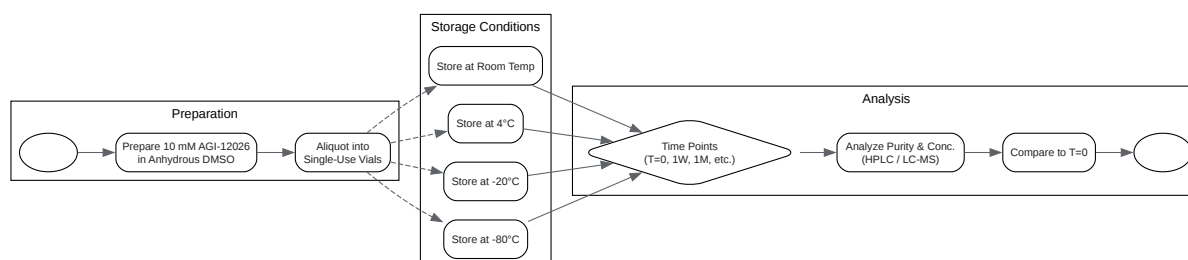 Preparation
Prepare 10 mM AGI-12026
in Anhydrous DMSO
Aliquot into
Single-Use Vials
Storage Conditions
Store at Room Temp
Store at 4°C
Store at -20°C
Store at -80°C
Analysis
Time Points
(T=0, 1W, 1M, etc.)
Analyze Purity & Conc.
(HPLC / LC-MS)
Compare to T=0